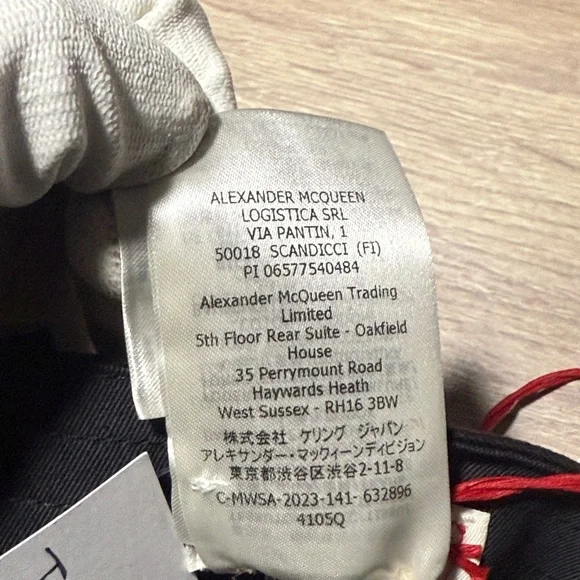 ALEXANDER MCQUEEN
LOGISTICA SRL
VIA PANTIN, 1
50018 SCANDICCI (FI)
PI 06577540484
Alexander McQueen Trading
Limited
5th Floor Rear Suite - Oakfield
House
35 Perrymount Road
Haywards Heath
West Sussex - RH16 3BW
株式会社 ケリング ジャパン
アレキサンダー・マックィーンディビジョン
東京都渋谷区渋谷2-11-8
C-MWSA-2023-141- 632896
4105Q